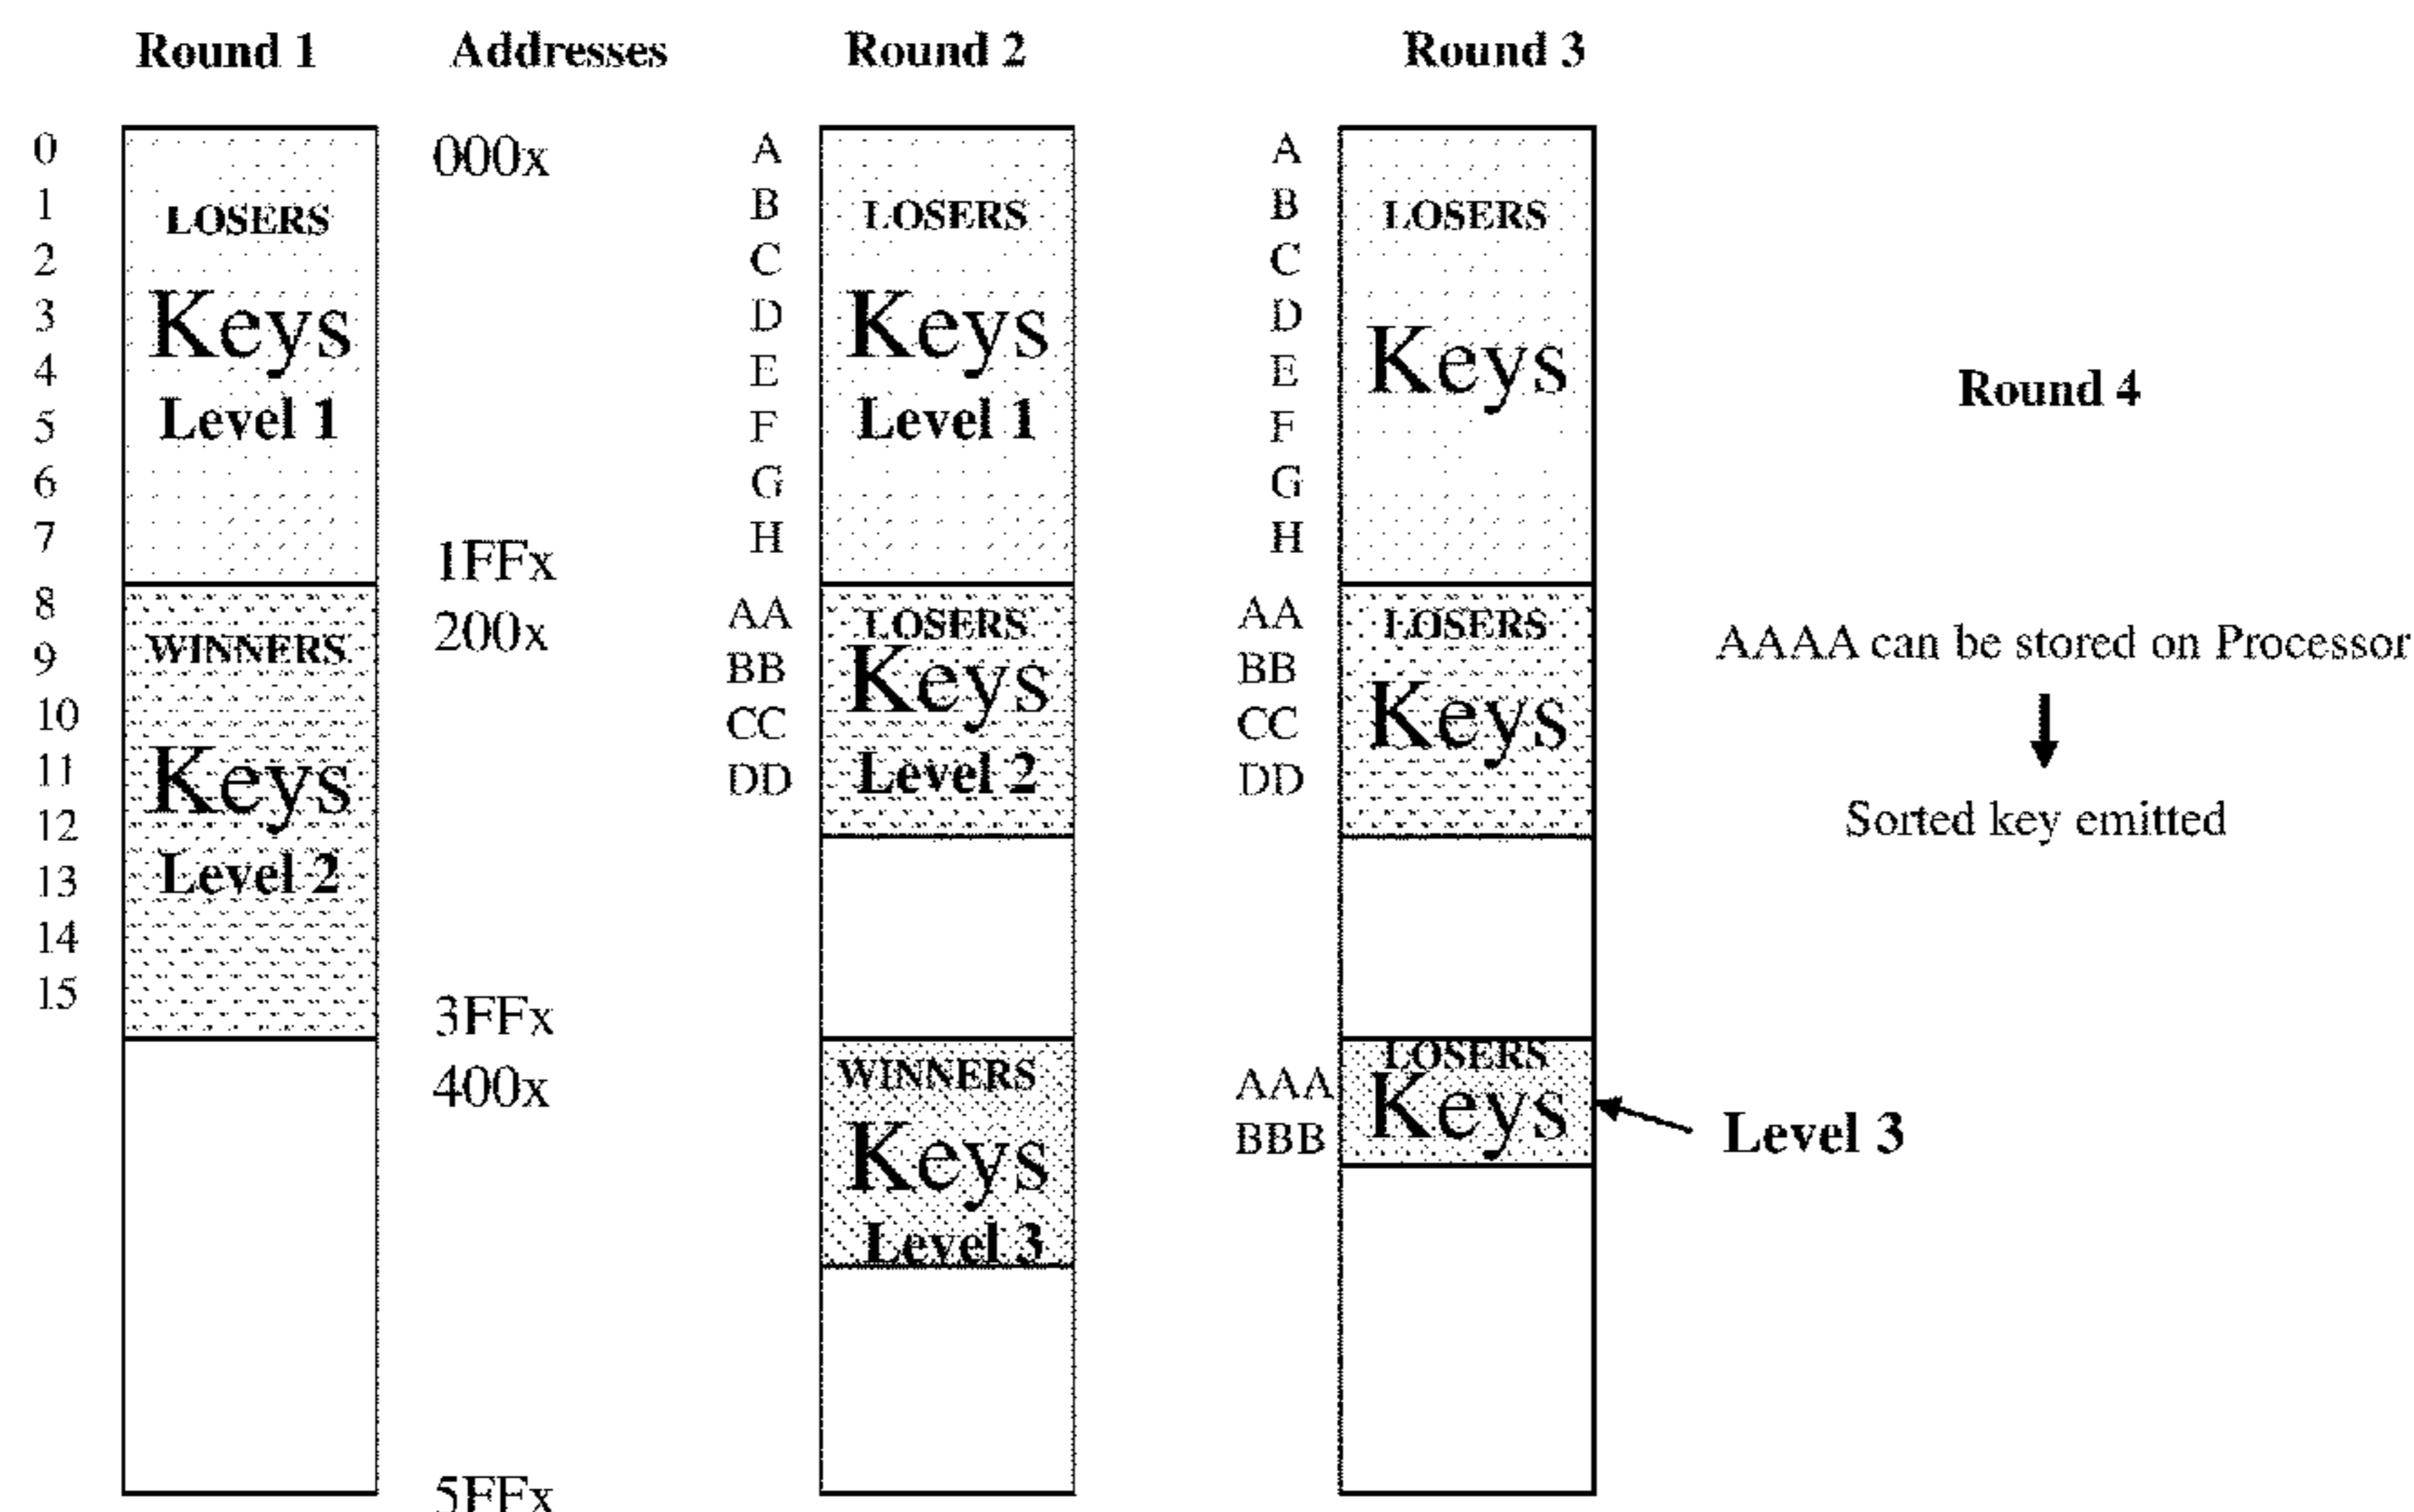 Round 1
Addresses
Round 2
Round 3
0
1
2
3
4
5
6
7
8
9
10
11
12
13
14
15
LOSERS
Keys
Level 1
WINNERS
Keys
Level 2
000x
1FFx
200x
3FFx
400x
5FFx
A
B
C
D
E
F
G
H
AA
BB
CC
DD
LOSERS
Keys
Level 1
LOSERS
Keys
Level 2
WINNERS
Keys
Level 3
A
B
C
D
E
F
G
H
AA
BB
CC
DD
AAA
BBB
LOSERS
Keys
LOSERS
Keys
LOSERS
Keys
Level 3
Round 4
AAAA can be stored on Processor
Sorted key emitted